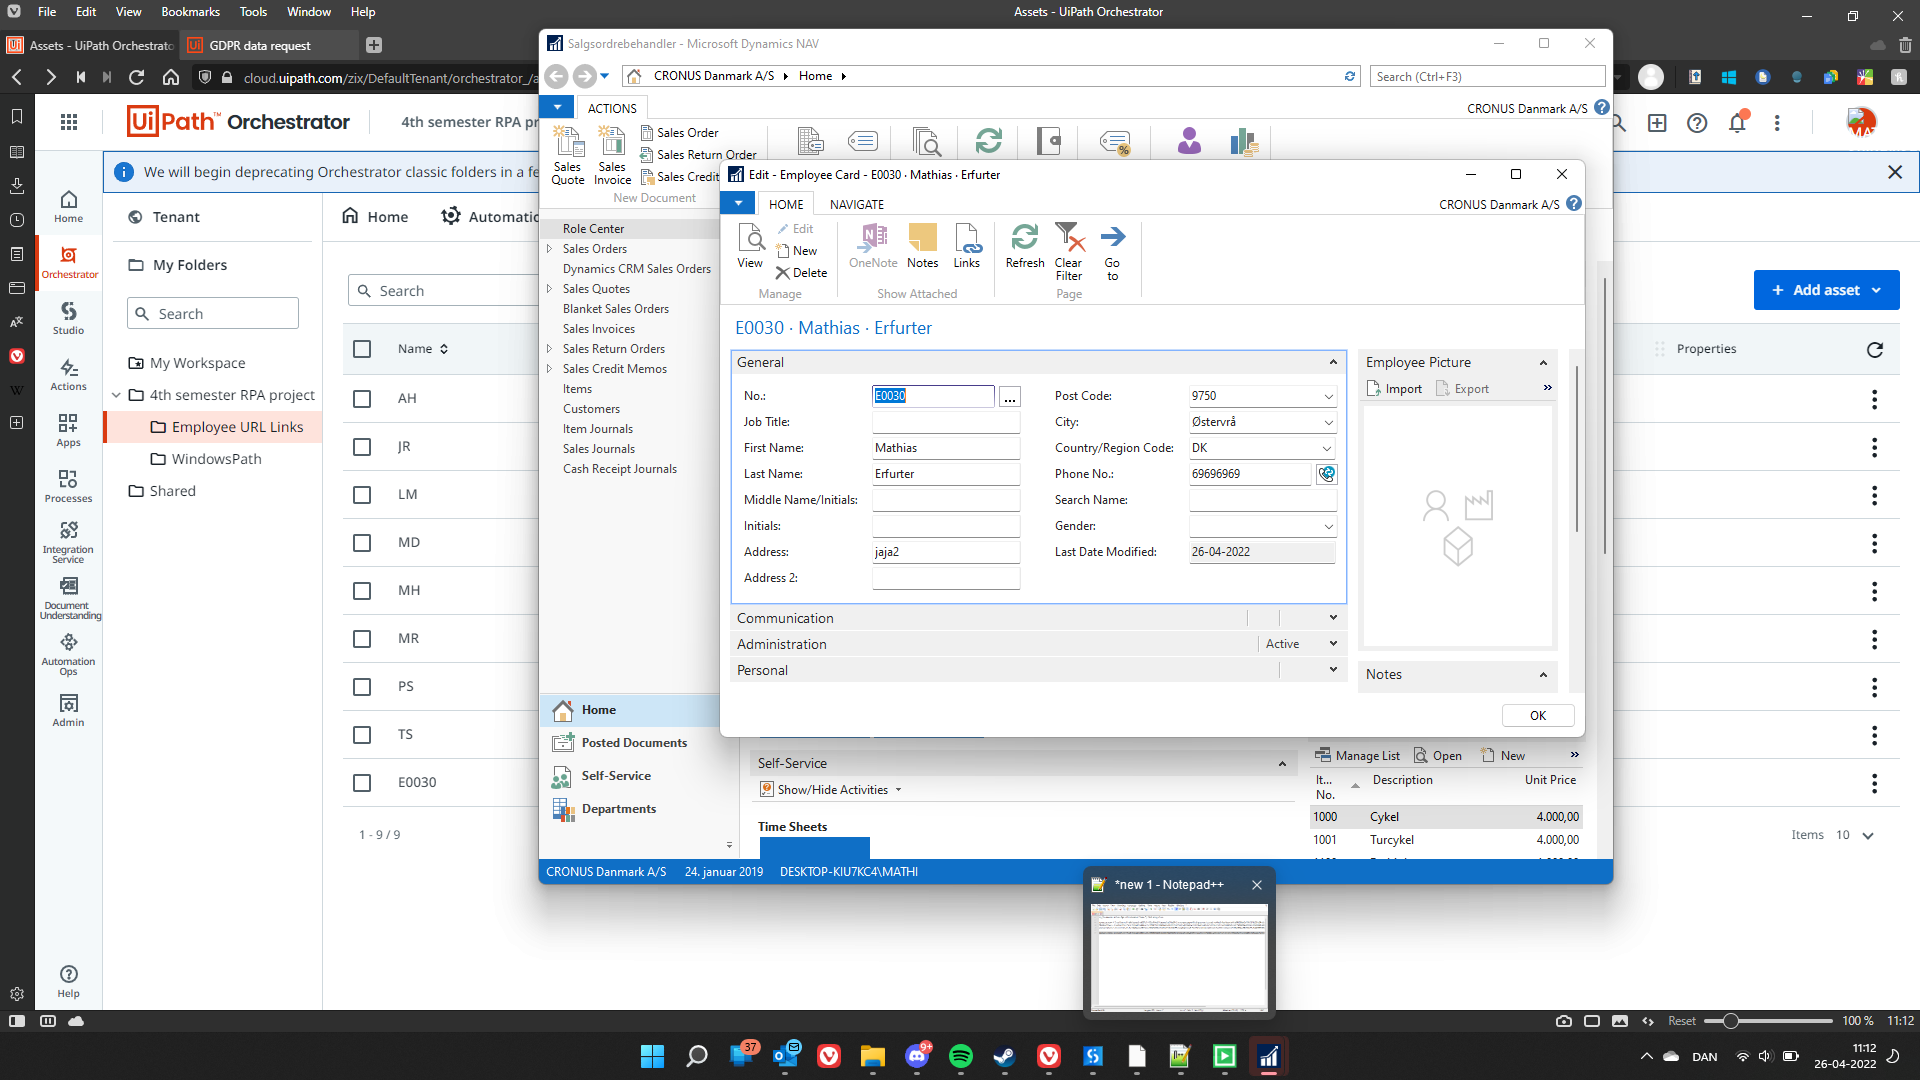 File Edit View Bookmarks Tools Window Help
Assets - UiPath Orchestrator
Assets - UiPath Orchestrato
GDPR data request
cloud.uipath.com/zix/DefaultTenant/orchestrator_/a
UiPath™ Orchestrator
4th semester RPA pr
We will begin deprecating Orchestrator classic folders in a fe
Home
Orchestrator
Studio
Actions
Apps
Processes
Integration Service
Document Understanding
Automation Ops
Admin
Help
Tenant
My Folders
Search
My Workspace
4th semester RPA project
Employee URL Links
WindowsPath
Shared
Home
Automatic
Search
Add asset
Name
Properties
AH
JR
LM
MD
MH
MR
PS
TS
E0030
1 - 9 / 9
Items 10
Salgsordrebehandler - Microsoft Dynamics NAV
CRONUS Danmark A/S Home
Search (Ctrl+F3)
ACTIONS
CRONUS Danmark A/S
Sales Quote
Sales Invoice
Sales Order
Sales Return Order
Sales Credit
New Document
Role Center
Sales Orders
Dynamics CRM Sales Orders
Sales Quotes
Blanket Sales Orders
Sales Invoices
Sales Return Orders
Sales Credit Memos
Items
Customers
Item Journals
Sales Journals
Cash Receipt Journals
Home
Posted Documents
Self-Service
Departments
Edit - Employee Card - E0030 · Mathias · Erfurter
HOME NAVIGATE
CRONUS Danmark A/S
View
Edit
New
Delete
Manage
OneNote
Notes
Links
Show Attached
Refresh
Clear Filter
Go to
Page
E0030 · Mathias · Erfurter
General
No.: E0030 ...
Job Title:
First Name: Mathias
Last Name: Erfurter
Middle Name/Initials:
Initials:
Address: jaja2
Address 2:
Post Code: 9750
City: Østervrå
Country/Region Code: DK
Phone No.: 69696969
Search Name:
Gender:
Last Date Modified: 26-04-2022
Communication
Administration Active
Personal
Employee Picture
Import Export
Notes
OK
Self-Service
Show/Hide Activities
Time Sheets
Manage List Open New
It... No. Description Unit Price
1000 Cykel 4.000,00
1001 Turcykel 4.000,00
CRONUS Danmark A/S 24. januar 2019 DESKTOP-KIU7KC4\MATHI
*new 1 - Notepad++
Reset 100 % 11:12
37
9+
DAN
11:12
26-04-2022